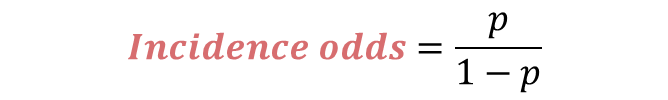 Incidence odds = p / 1 − p